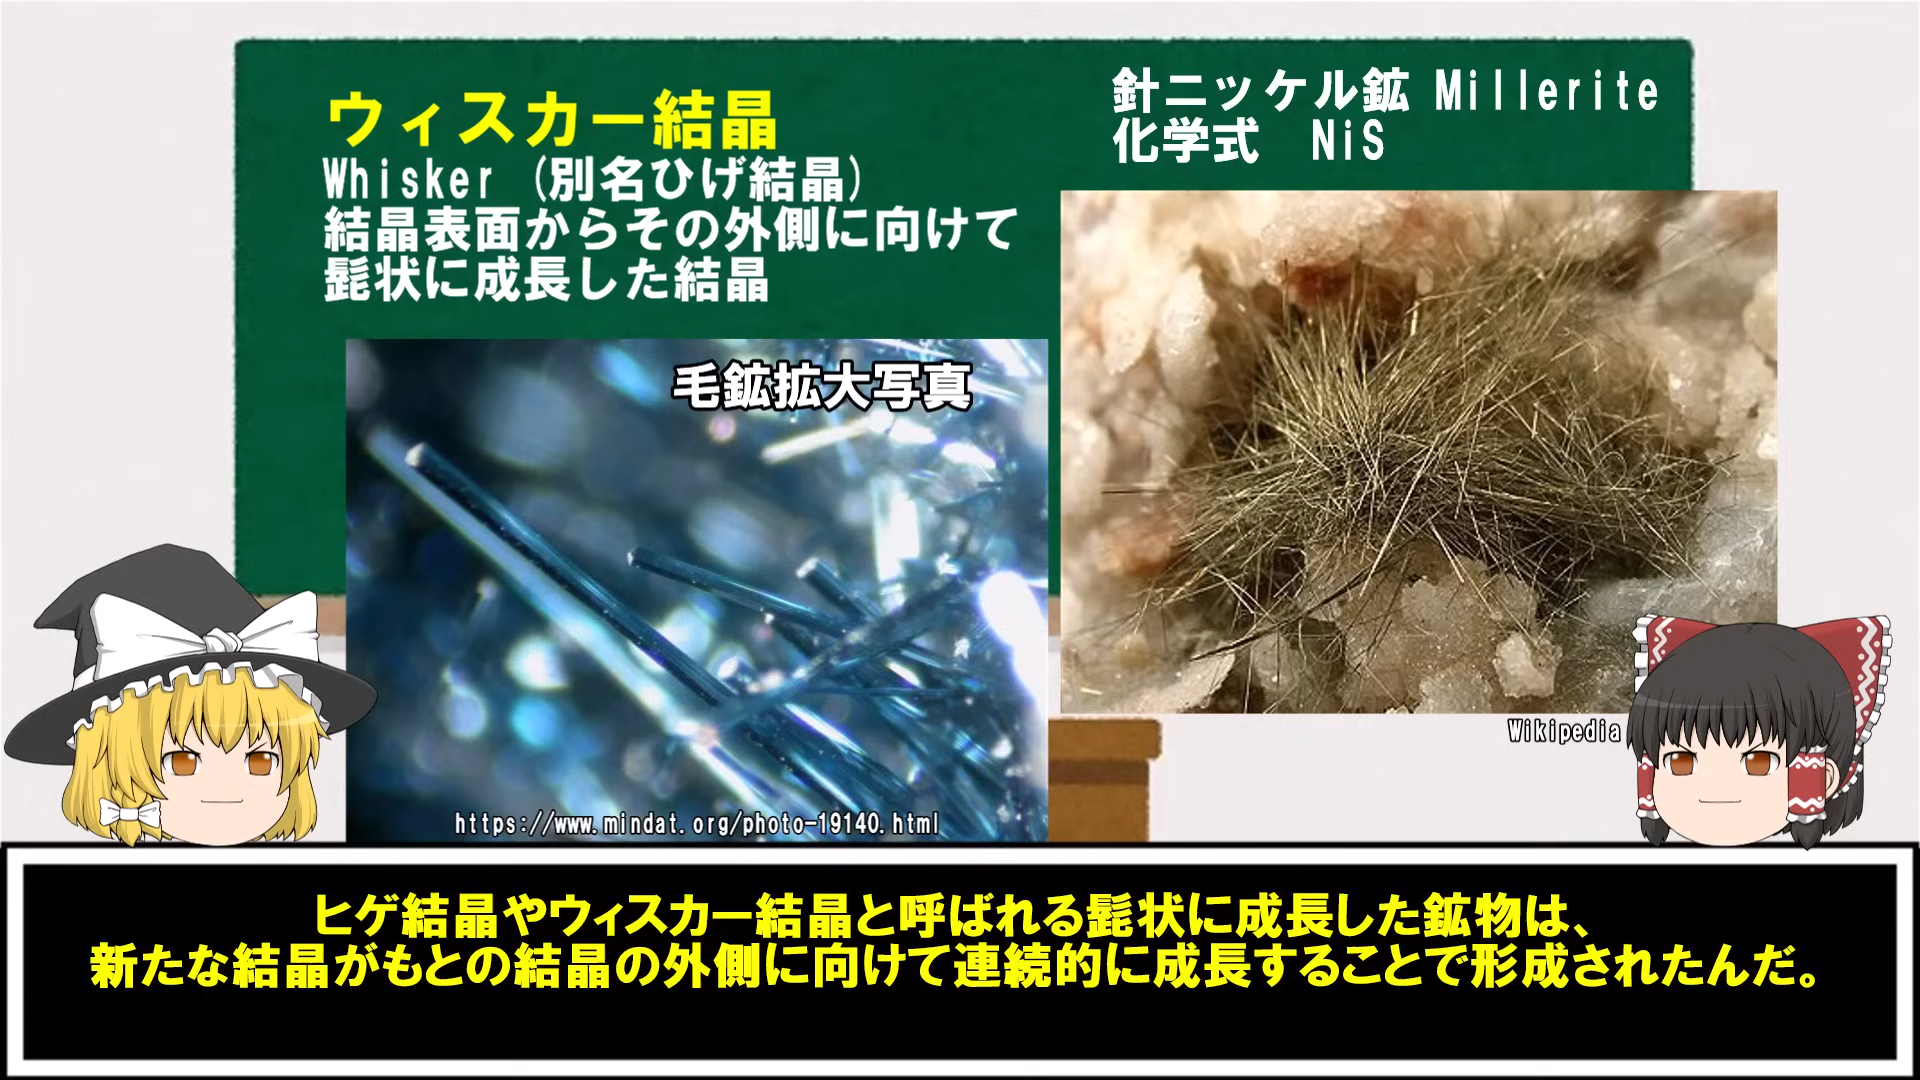 ウィスカー結晶
Whisker (別名ひげ結晶)
結晶表面からその外側に向けて
髭状に成長した結晶
針ニッケル鉱 Millerite
化学式　NiS
毛鉱拡大写真
https://www.mindat.org/photo-19140.html
Wikipedia
ヒゲ結晶やウィスカー結晶と呼ばれる髭状に成長した鉱物は、
新たな結晶がもとの結晶の外側に向けて連続的に成長することで形成されたんだ。